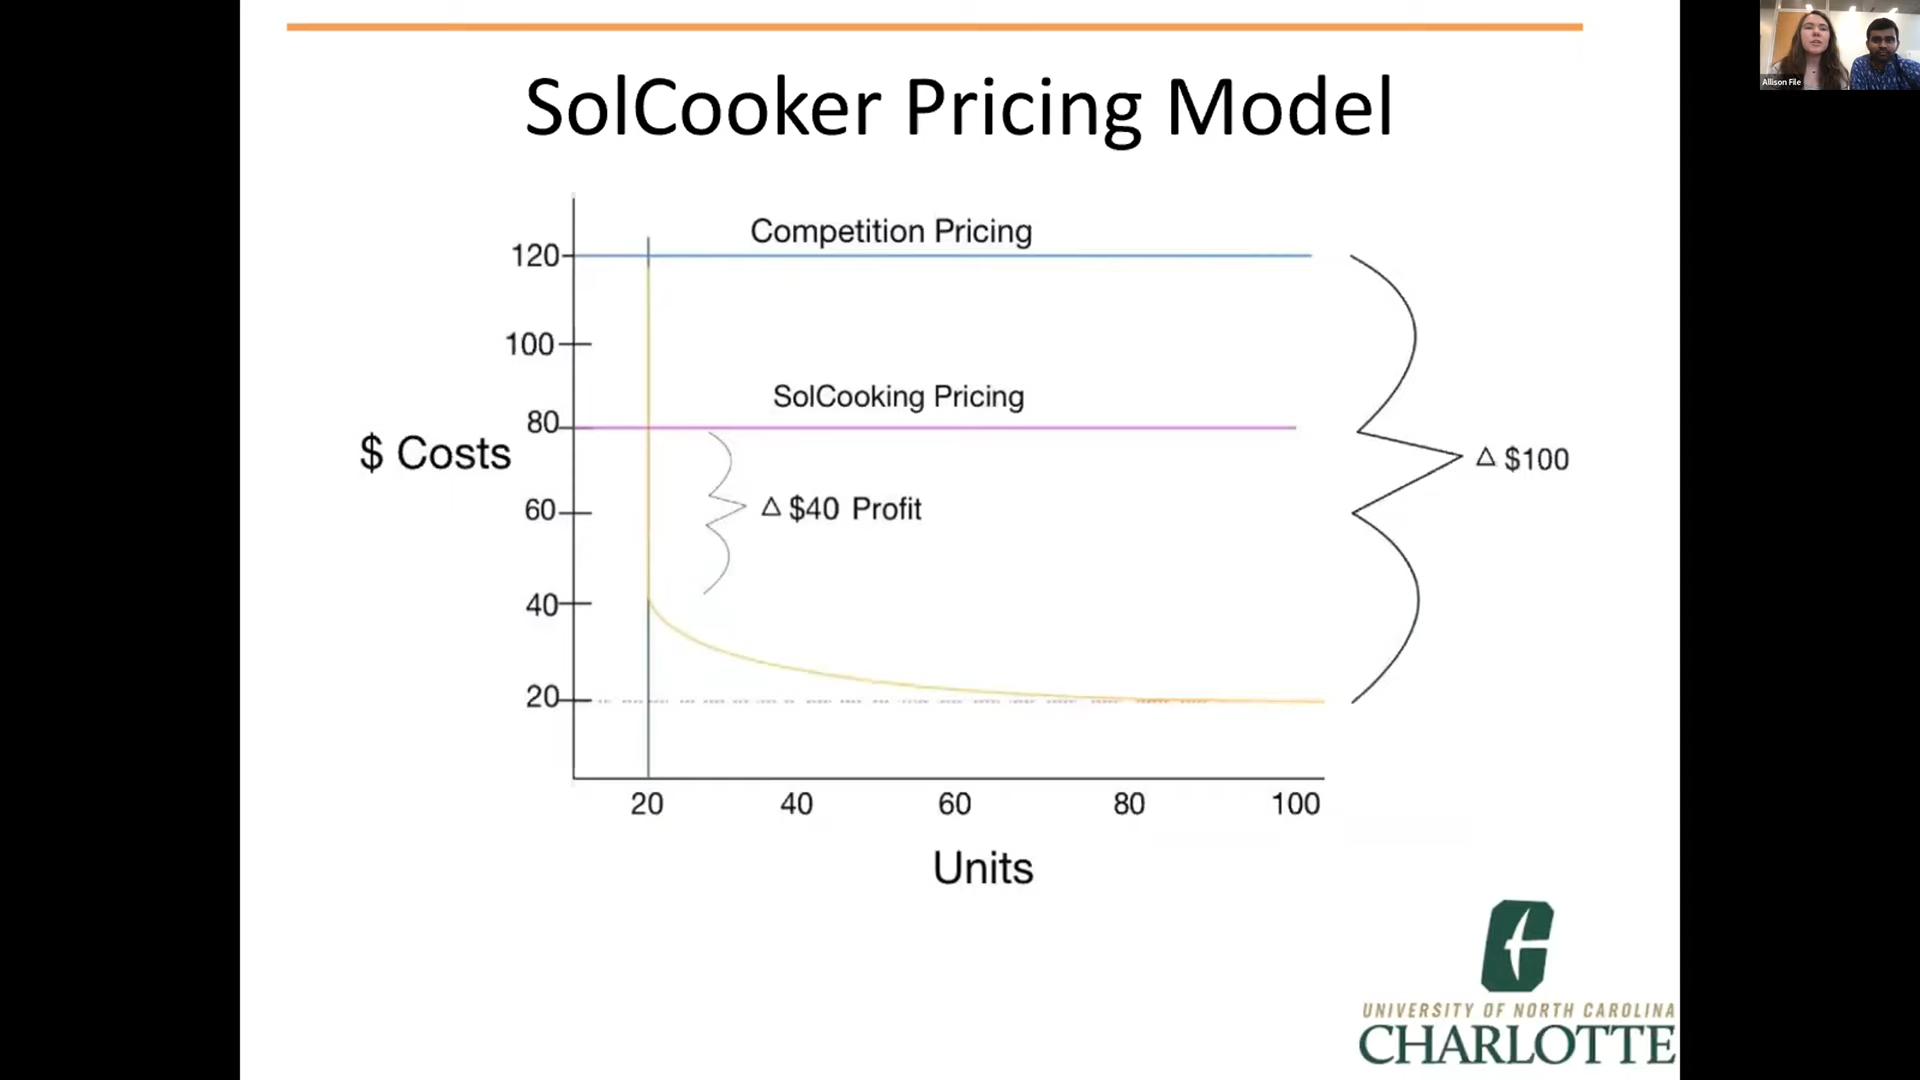 Allison File
SolCooker Pricing Model
Competition Pricing
120
100
SolCooking Pricing
80
$ Costs
Δ $100
60
Δ $40 Profit
40
20
20 40 60 80 100
Units
UNIVERSITY OF NORTH CAROLINA
CHARLOTTE